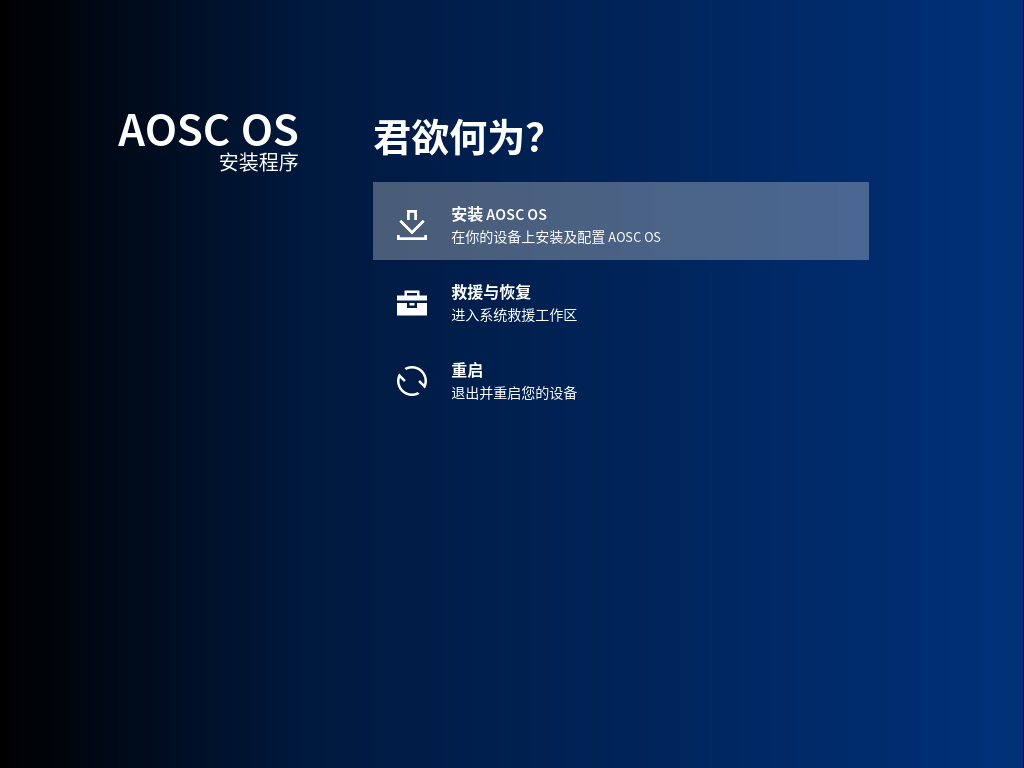 AOSC OS
安装程序
君欲何为?
安装 AOSC OS
在你的设备上安装及配置 AOSC OS
救援与恢复
进入系统救援工作区
重启
退出并重启您的设备